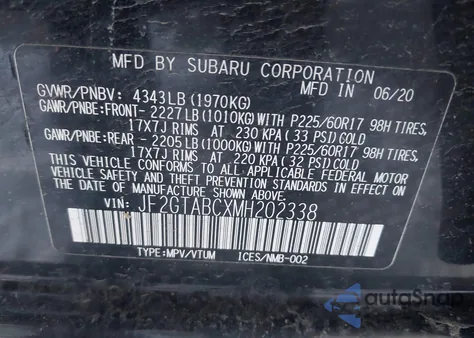 MFD BY SUBARU CORPORATION
IN 06/20
GVWR/PNBV: 4343LB (1970KG)
GAWR/PNBE:FRONT- 2227LB (1010KG) WITH P225/60R17 98H TIRES,
17X7J RIMS AT 230 KPA (33 PSI) COLD
GAWR/PNBE:REAR - 2205LB (1000KG) WITH P225/60R17 98H TIRES,
17X7J RIMS AT 220 KPA (32 PSI) COLD
THIS VEHICLE CONFORMS TO ALL APPLICABLE FEDERAL MOTOR
VEHICLE SAFETY, BUMPER, AND THEFT PREVENTION STANDARDS
IN EFFECT ON THE DATE OF MANUFACTURE SHOWN ABOVE.
VIN: JF2GTABCXMH202338
TYPE:MPV/VTUM ICES/NMB-002
autoSnap